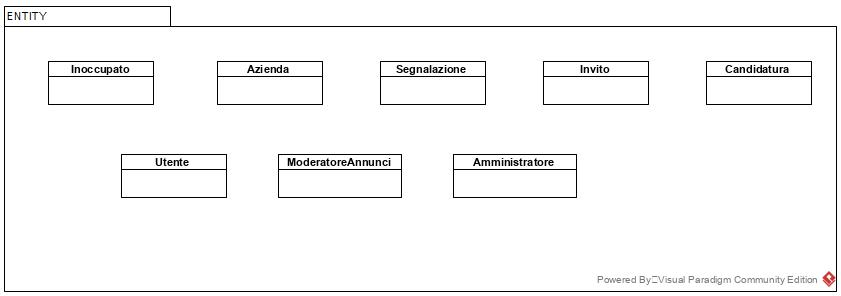 ENTITY
Inoccupato
Azienda
Segnalazione
Invito
Candidatura
Utente
ModeratoreAnnunci
Amministratore
Powered By Visual Paradigm Community Edition